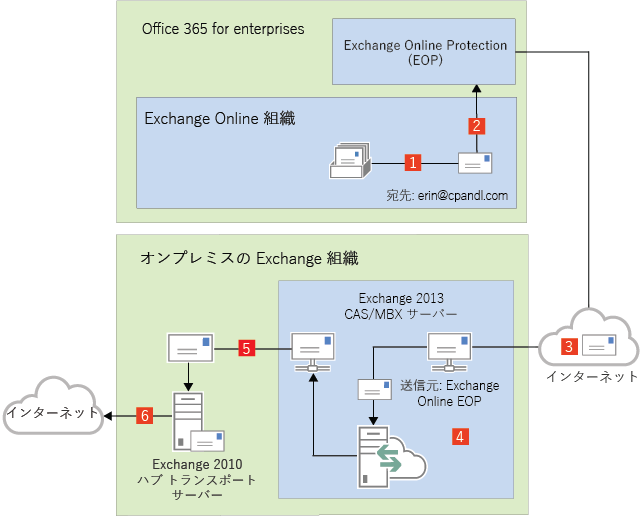 Office 365 for enterprises
Exchange Online Protection
(EOP)
Exchange Online 組織
2
1
宛先: erin@cpandl.com
オンプレミスの Exchange 組織
Exchange 2013
CAS/MBX サーバー
5
3
インターネット
送信元: Exchange
Online EOP
インターネット
6
4
Exchange 2010
ハブ トランスポート
サーバー